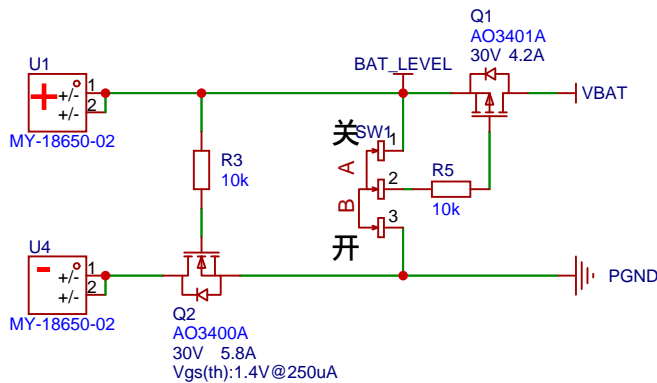 Q1
AO3401A
30V 4.2A
U1
BAT_LEVEL
+
+/-
+/-
1
2
VBAT
MY-18650-02
关
SW1
1
A
R3
10k
2
R5
10k
B
3
开
U4
-
+/-
+/-
1
2
PGND
MY-18650-02
Q2
AO3400A
30V 5.8A
Vgs(th):1.4V@250uA